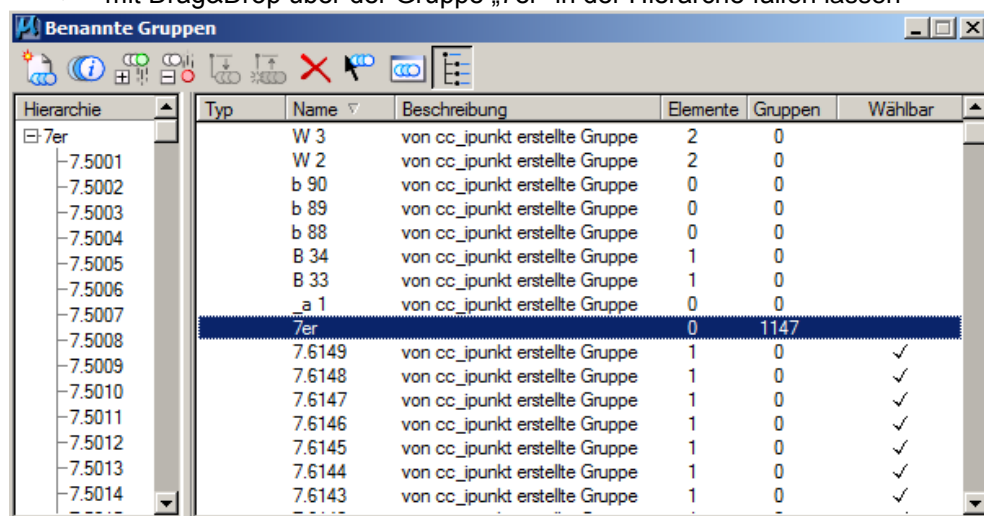 mit Drag&Drop über der Gruppe „7er“ in der Hierarche fallen lassen
Benannte Gruppen
Hierarchie
7er
7.5001
7.5002
7.5003
7.5004
7.5005
7.5006
7.5007
7.5008
7.5009
7.5010
7.5011
7.5012
7.5013
7.5014
Typ Name Beschreibung Elemente Gruppen Wählbar
W 3 von cc_ipunkt erstellte Gruppe 2 0
W 2 von cc_ipunkt erstellte Gruppe 2 0
b 90 von cc_ipunkt erstellte Gruppe 0 0
b 89 von cc_ipunkt erstellte Gruppe 0 0
b 88 von cc_ipunkt erstellte Gruppe 0 0
B 34 von cc_ipunkt erstellte Gruppe 1 0
B 33 von cc_ipunkt erstellte Gruppe 1 0
_a 1 von cc_ipunkt erstellte Gruppe 0 0
7er 0 1147
7.6149 von cc_ipunkt erstellte Gruppe 1 0 ✓
7.6148 von cc_ipunkt erstellte Gruppe 1 0 ✓
7.6147 von cc_ipunkt erstellte Gruppe 1 0 ✓
7.6146 von cc_ipunkt erstellte Gruppe 1 0 ✓
7.6145 von cc_ipunkt erstellte Gruppe 1 0 ✓
7.6144 von cc_ipunkt erstellte Gruppe 1 0 ✓
7.6143 von cc_ipunkt erstellte Gruppe 1 0 ✓